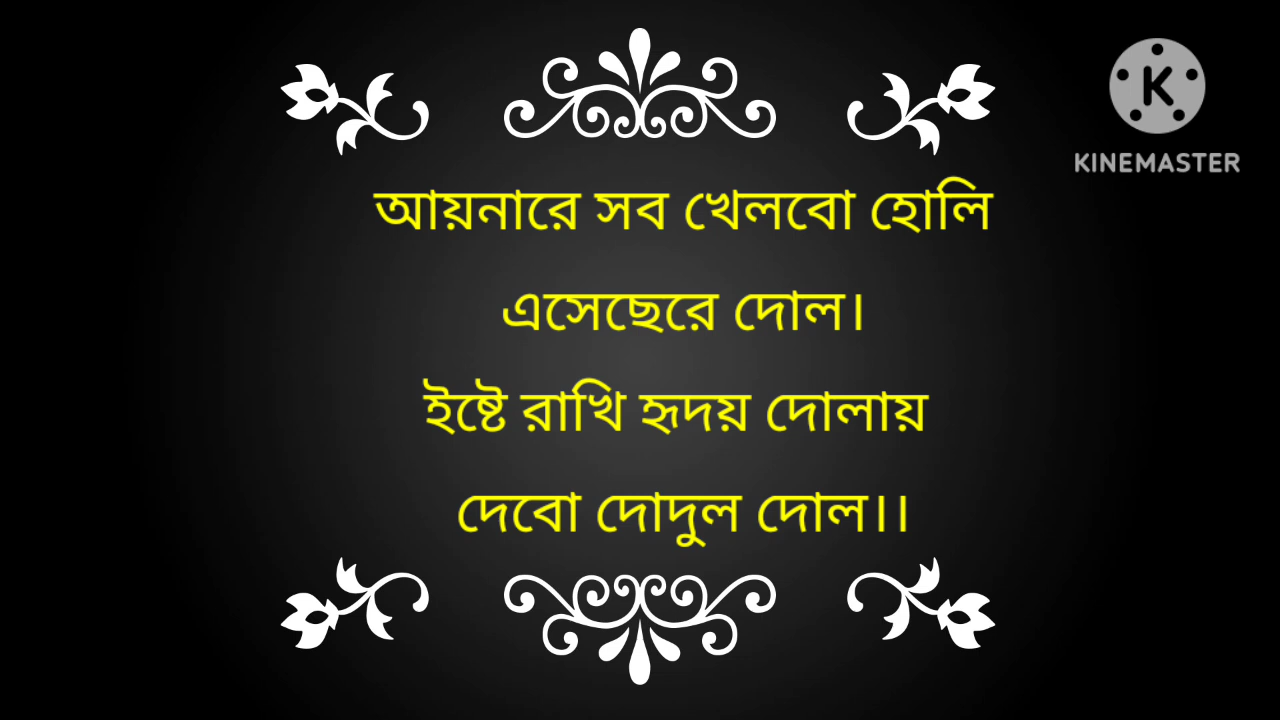 KINEMASTER
আয়নারে সব খেলবো হোলি
এসেছেরে দোল।
ইষ্টে রাখি হৃদয় দোলায়
দেবো দোদুল দোল।।